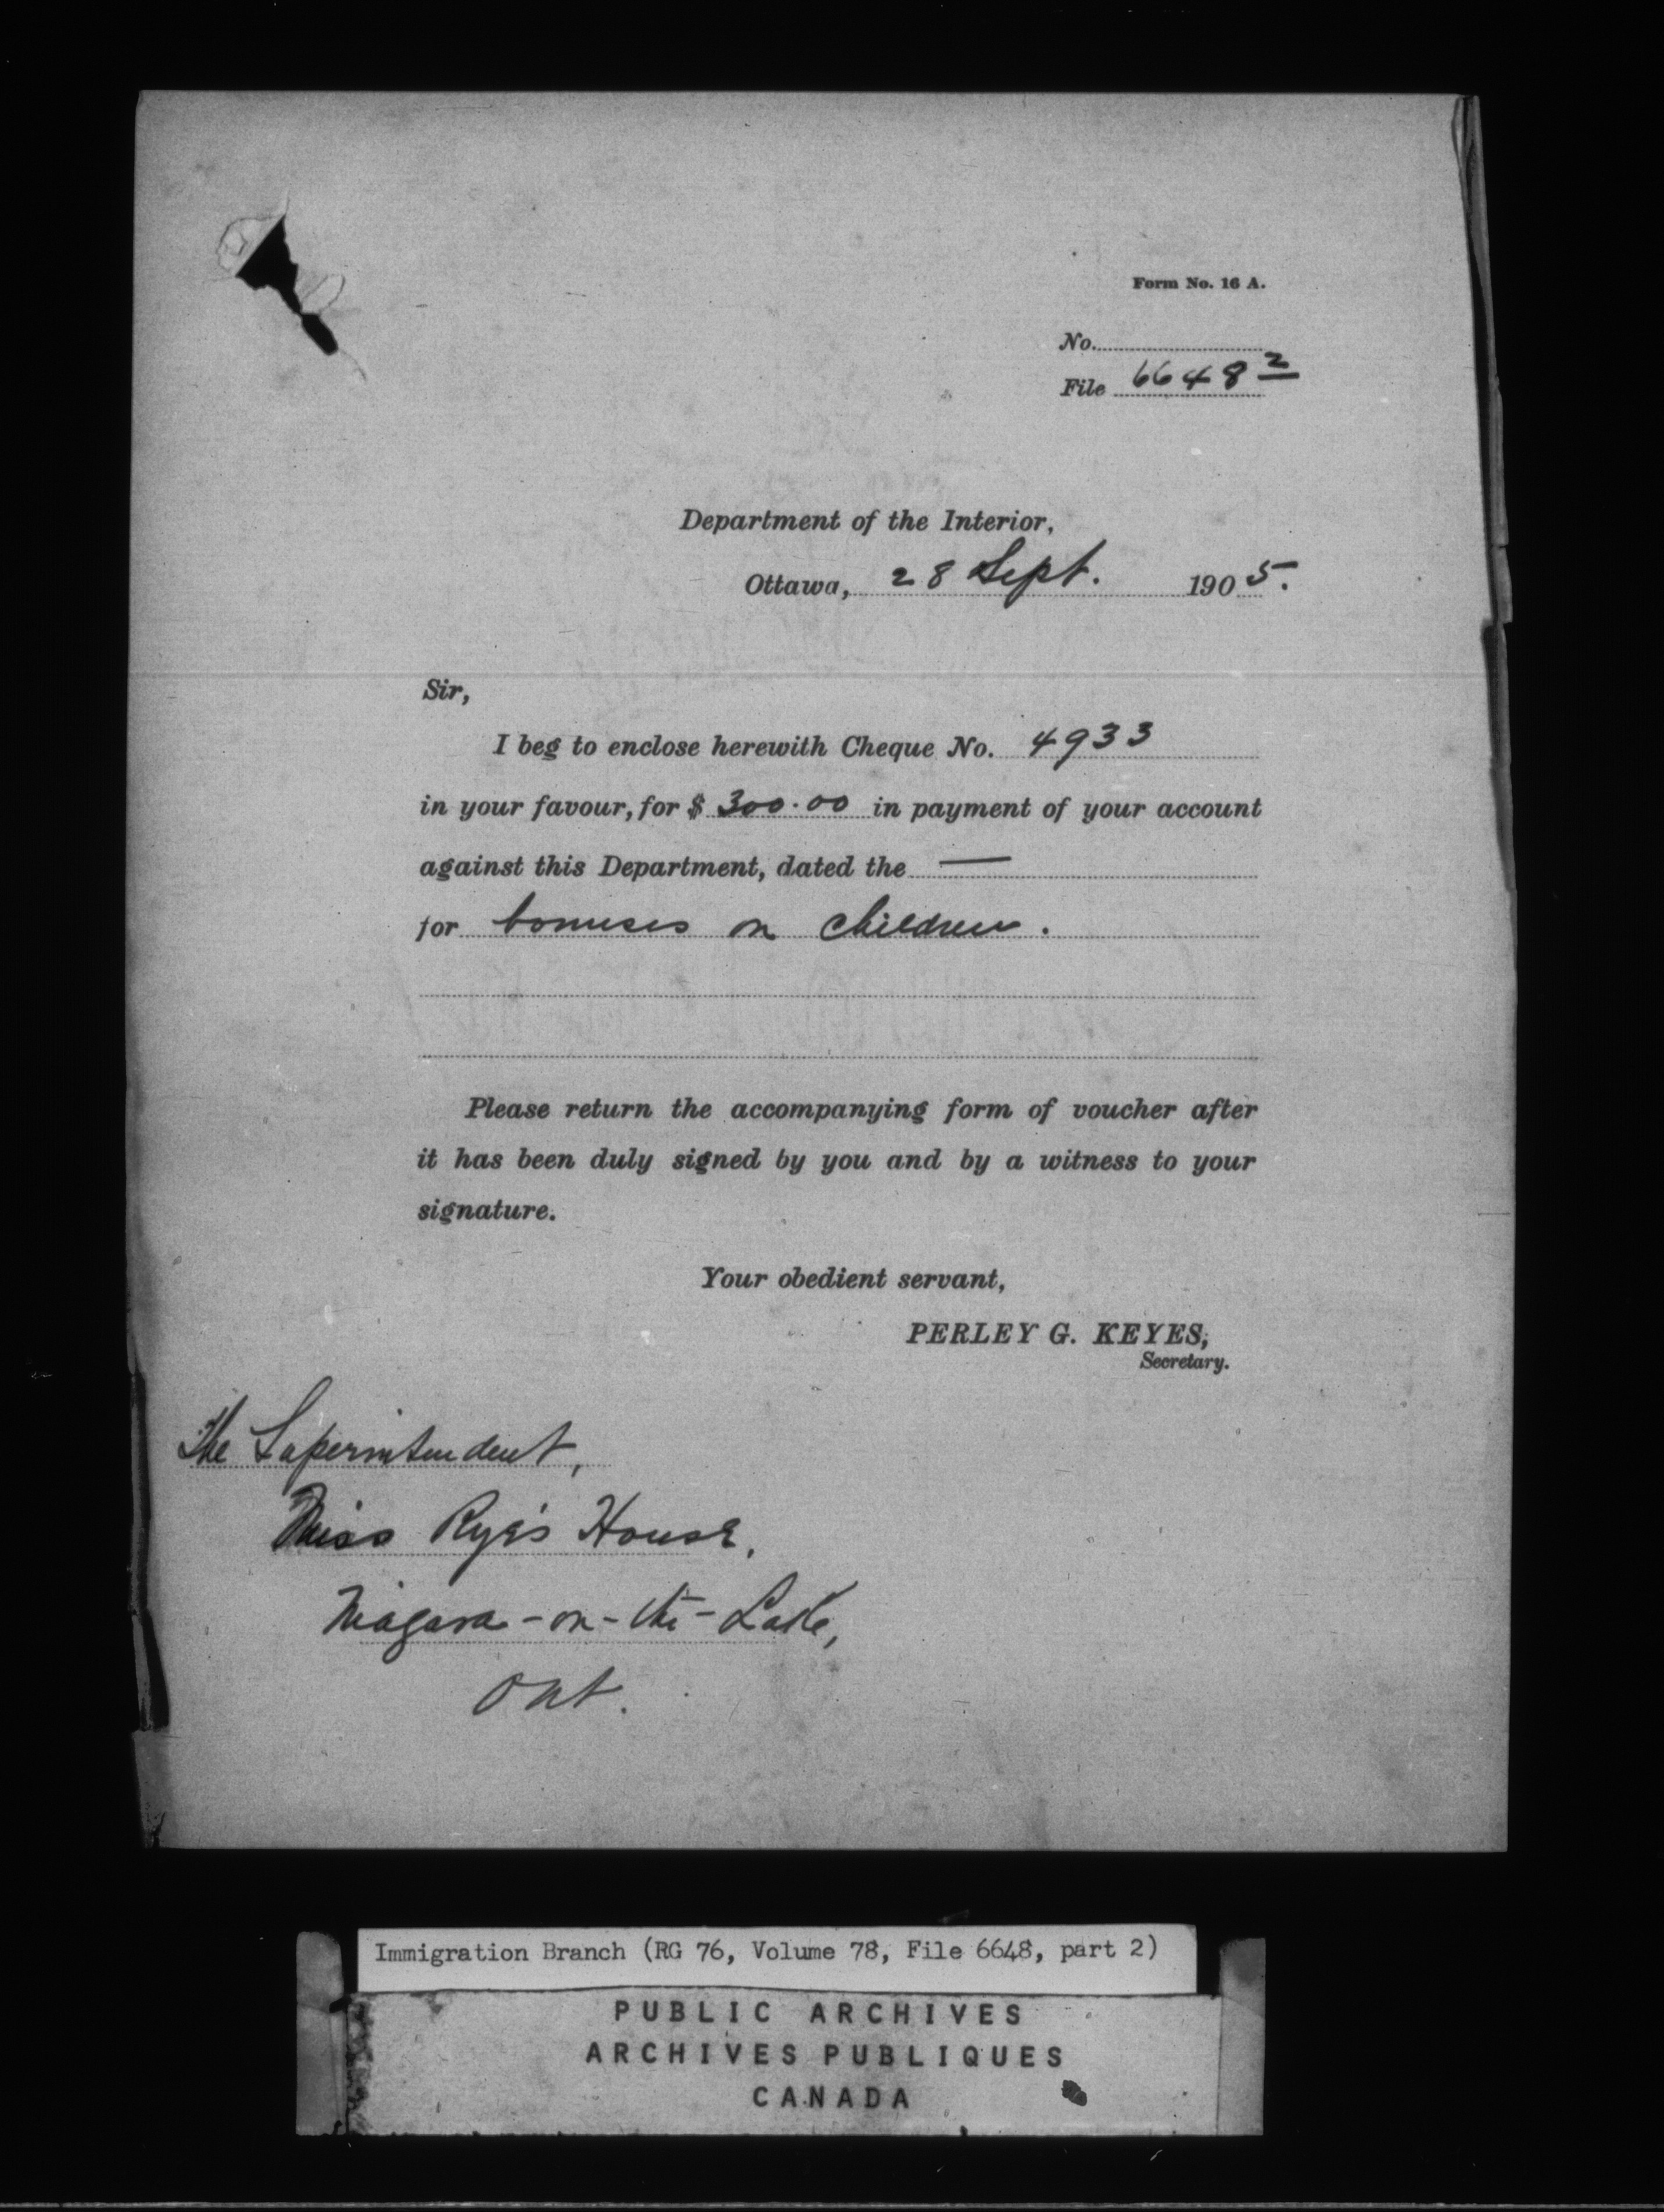 Form No. 16 A.
No.
File 6648 2
Department of the Interior,
Ottawa, 28 Sept. 1905.
Sir,
I beg to enclose herewith Cheque No. 4933
in your favour, for $ 300.00 in payment of your account
against this Department, dated the —
for bonuses on children.
Please return the accompanying form of voucher after
it has been duly signed by you and by a witness to your
signature.
Your obedient servant,
PERLEY G. KEYES,
Secretary.
The Superintendent,
Miss Rye's House,
Niagara-on-the-Lake,
Ont.
Immigration Branch (RG 76, Volume 78, File 6648, part 2)
PUBLIC ARCHIVES
ARCHIVES PUBLIQUES
CANADA